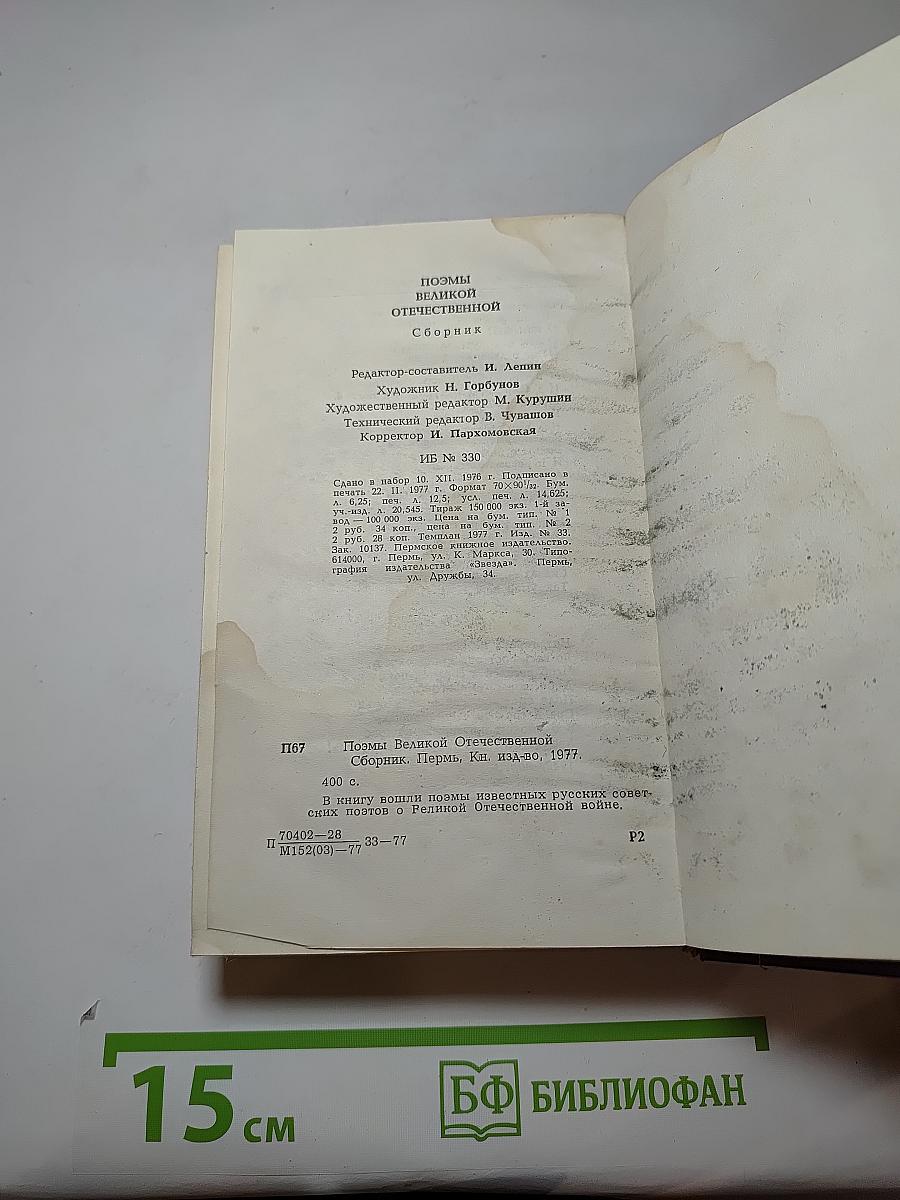 ПОЭМЫ
ВЕЛИКОЙ
ОТЕЧЕСТВЕННОЙ
Сборник
Редактор-составитель И. Лепин
Художник Н. Горбунов
Художественный редактор М. Курушин
Технический редактор В. Чувашов
Корректор И. Пархомовская
ИБ № 330
Сдано в набор 10. XII. 1976 г. Подписано в
печать 22. II. 1977 г. Формат 70×90¹/₃₂. Бум.
л. 6,25; печ. л. 12,5; усл. печ. л. 14,625;
уч.-изд. л. 20,545. Тираж 150 000 экз. 1-й за-
вод — 100 000 экз. Цена на бум. тип. № 1
2 руб. 34 коп., цена на бум. тип. № 2
2 руб. 28 коп. Темплан 1977 г. Изд. № 33.
Зак. 10137. Пермское книжное издательство.
614000, г. Пермь, ул. К. Маркса, 30. Типо-
графия издательства «Звезда». Пермь,
ул. Дружбы, 34.
П67 Поэмы Великой Отечественной
Сборник. Пермь, Кн. изд-во, 1977.
400 с.
В книгу вошли поэмы известных русских совет-
ских поэтов о Великой Отечественной войне.
П 70402—28 33—77 Р2
М152(03)—77
15 см БФ БИБЛИОФАН